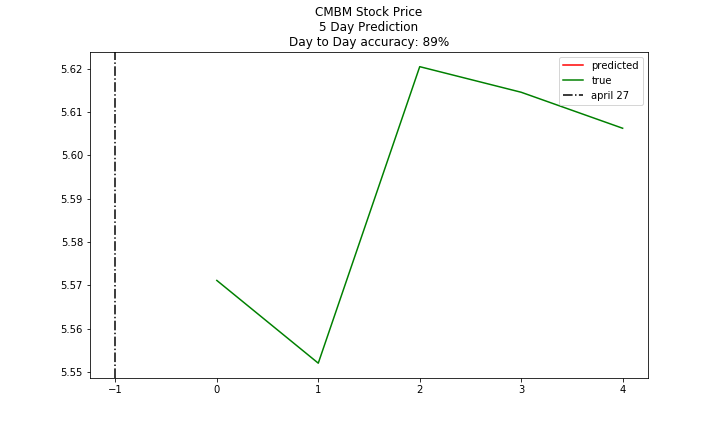 CMBM Stock Price
5 Day Prediction
Day to Day accuracy: 89%
predicted
true
april 27
5.62
5.61
5.60
5.59
5.58
5.57
5.56
5.55
−1 0 1 2 3 4